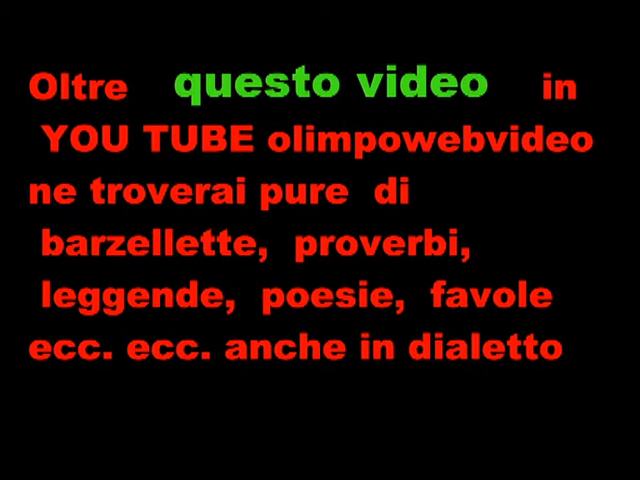 Oltre questo video in
YOU TUBE olimpowebvideo
ne troverai pure di
barzellette, proverbi,
leggende, poesie, favole
ecc. ecc. anche in dialetto